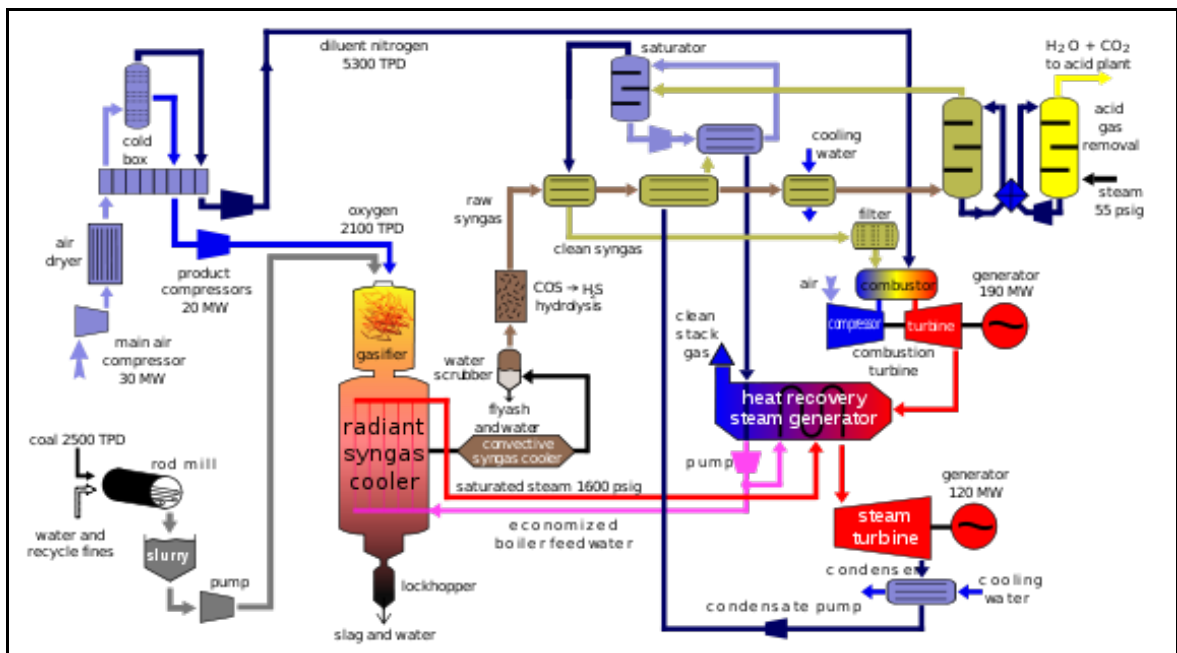 diluent nitrogen
5300 TPD
saturator
H₂O + CO₂
to acid plant
cold
box
cooling
water
acid
gas
removal
steam
55 psig
raw
syngas
oxygen
2100 TPD
filter
clean syngas
air
dryer
product
compressors
20 MW
COS → H₂S
hydrolysis
air
combustor
generator
190 MW
compressor
turbine
clean
stack
gas
combustion
turbine
main air
compressor
30 MW
gasifier
water
scrubber
flyash
and water
heat recovery
steam generator
radiant
syngas
cooler
convective
syngas cooler
coal 2500 TPD
rod mill
pump
saturated steam 1600 psig
generator
120 MW
water and
recycle fines
economized
boiler feed water
steam
turbine
slurry
pump
lockhopper
condenser
cooling
water
condensate pump
slag and water